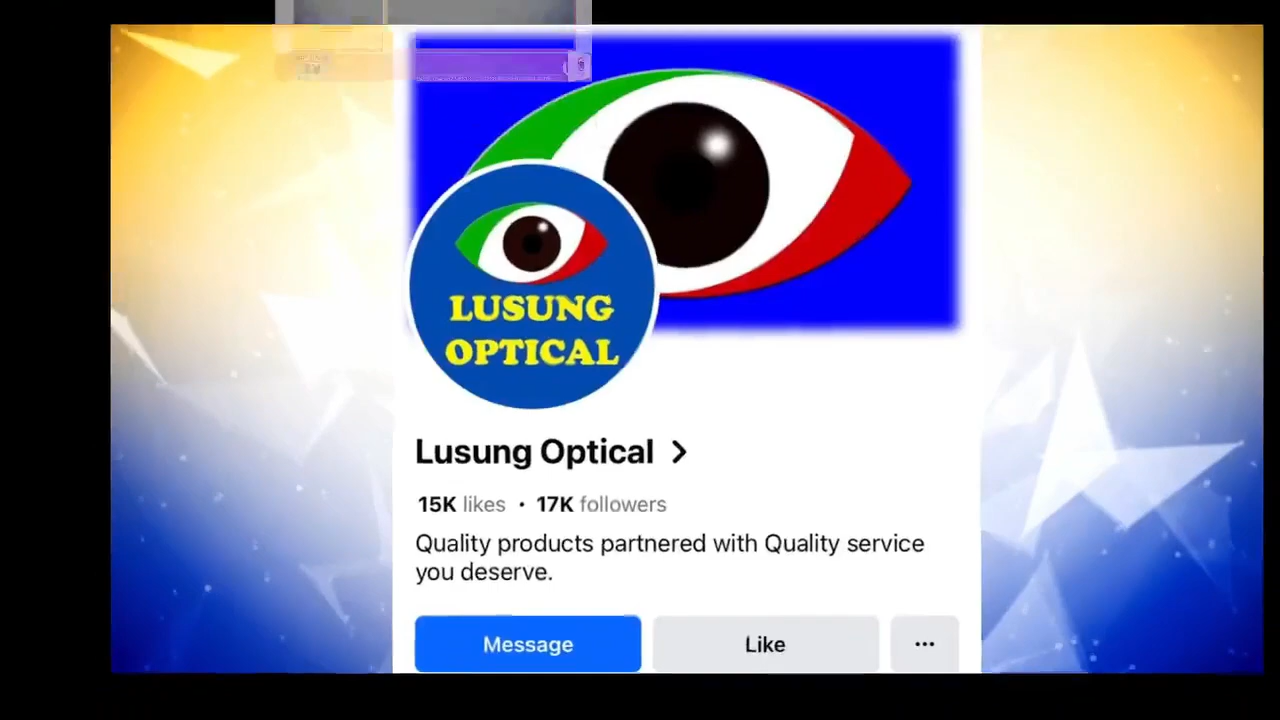 LUSUNG
OPTICAL
Lusung Optical
15K likes • 17K followers
Quality products partnered with Quality service
you deserve.
Message
Like